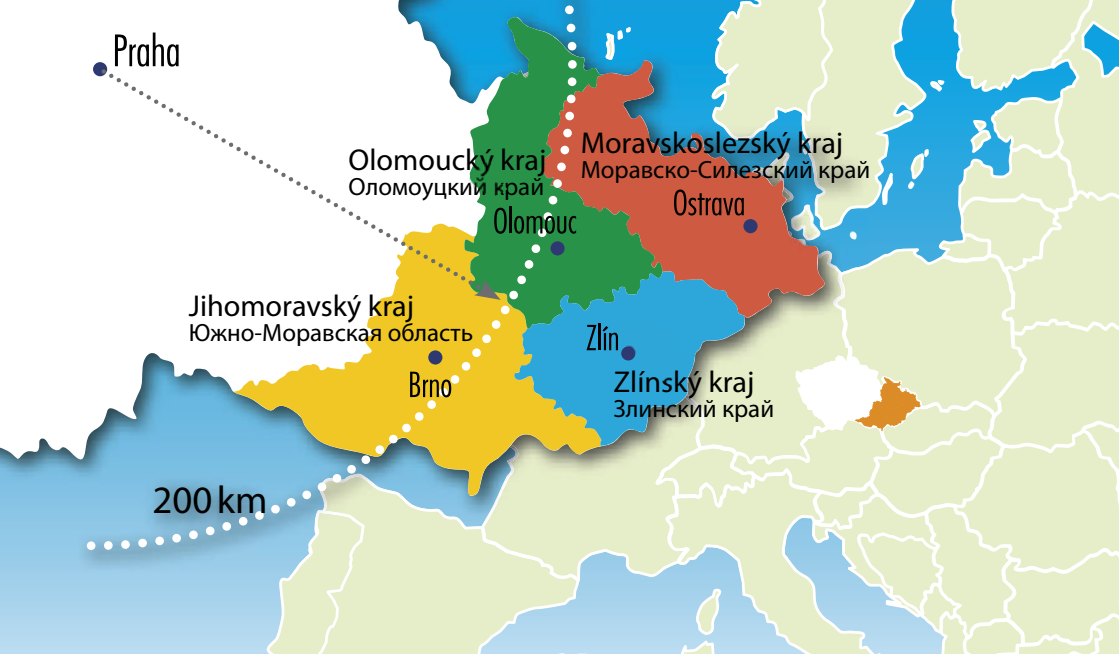 Praha
Olomoucký kraj
Оломоуцкий край
Moravskoslezský kraj
Моравско-Силезский край
Ostrava
Olomouc
Jihomoravský kraj
Южно-Моравская область
Zlín
Brno
Zlínský kraj
Злинский край
200 km